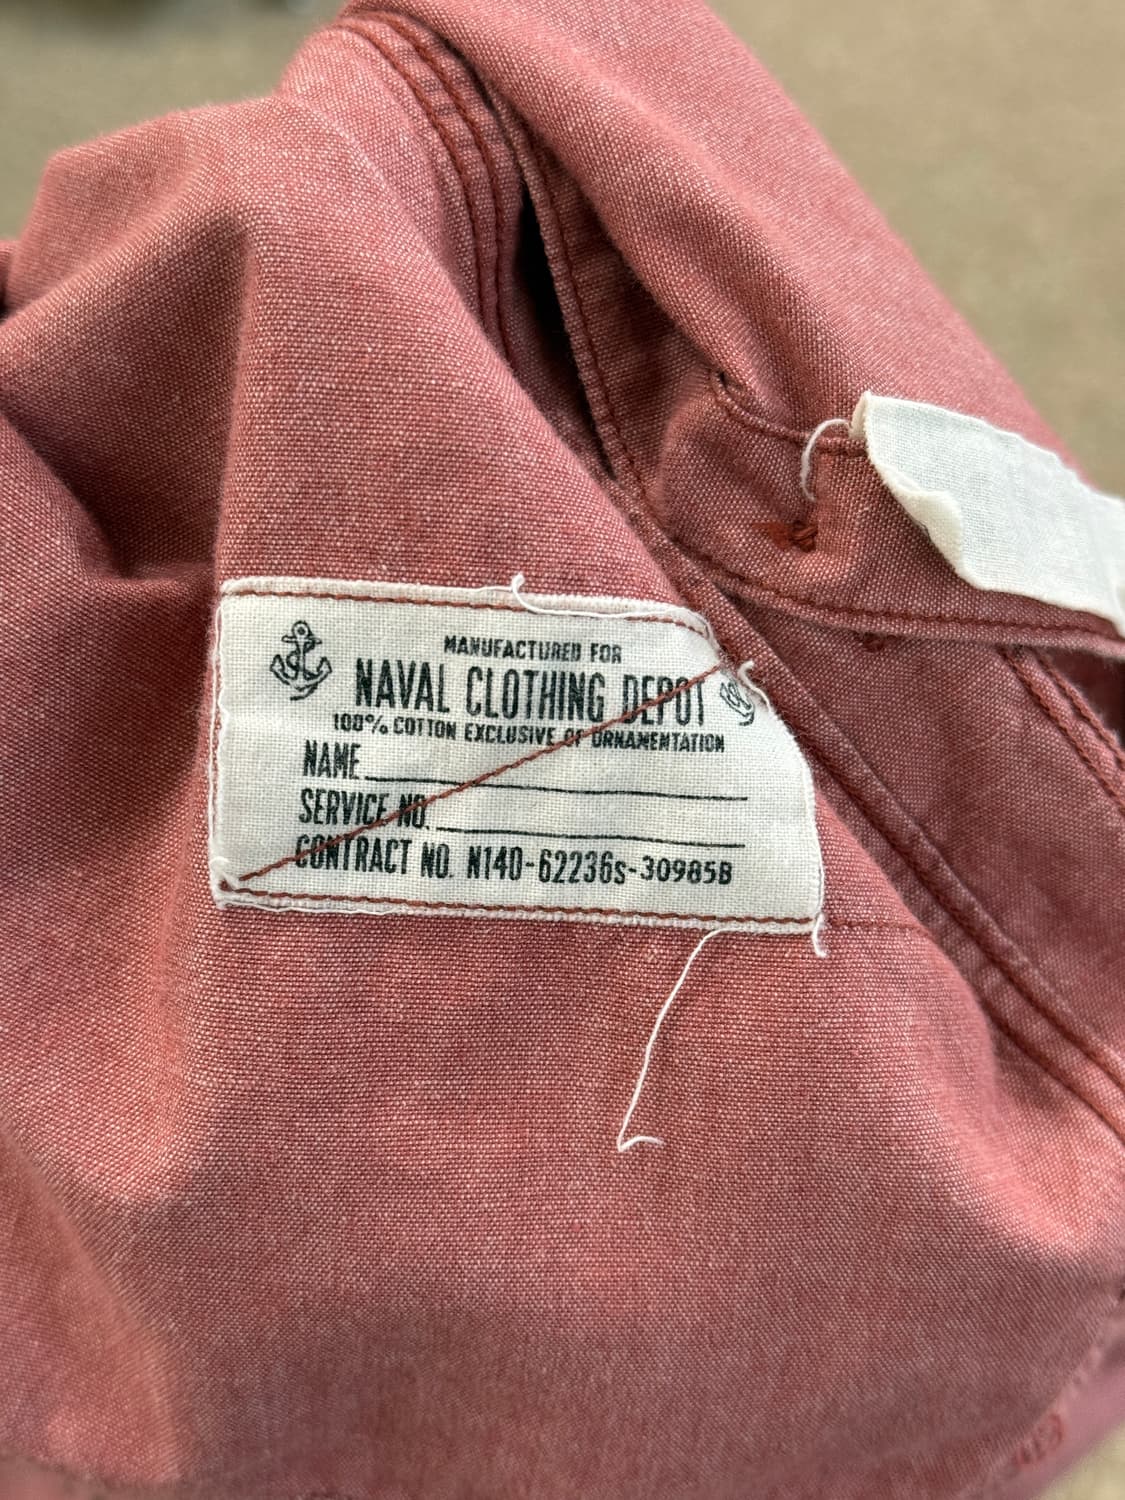 MANUFACTURED FOR
NAVAL CLOTHING DEPOT
100% COTTON EXCLUSIVE OF ORNAMENTATION
NAME
SERVICE NO.
CONTRACT NO. N140-62236s-30985B